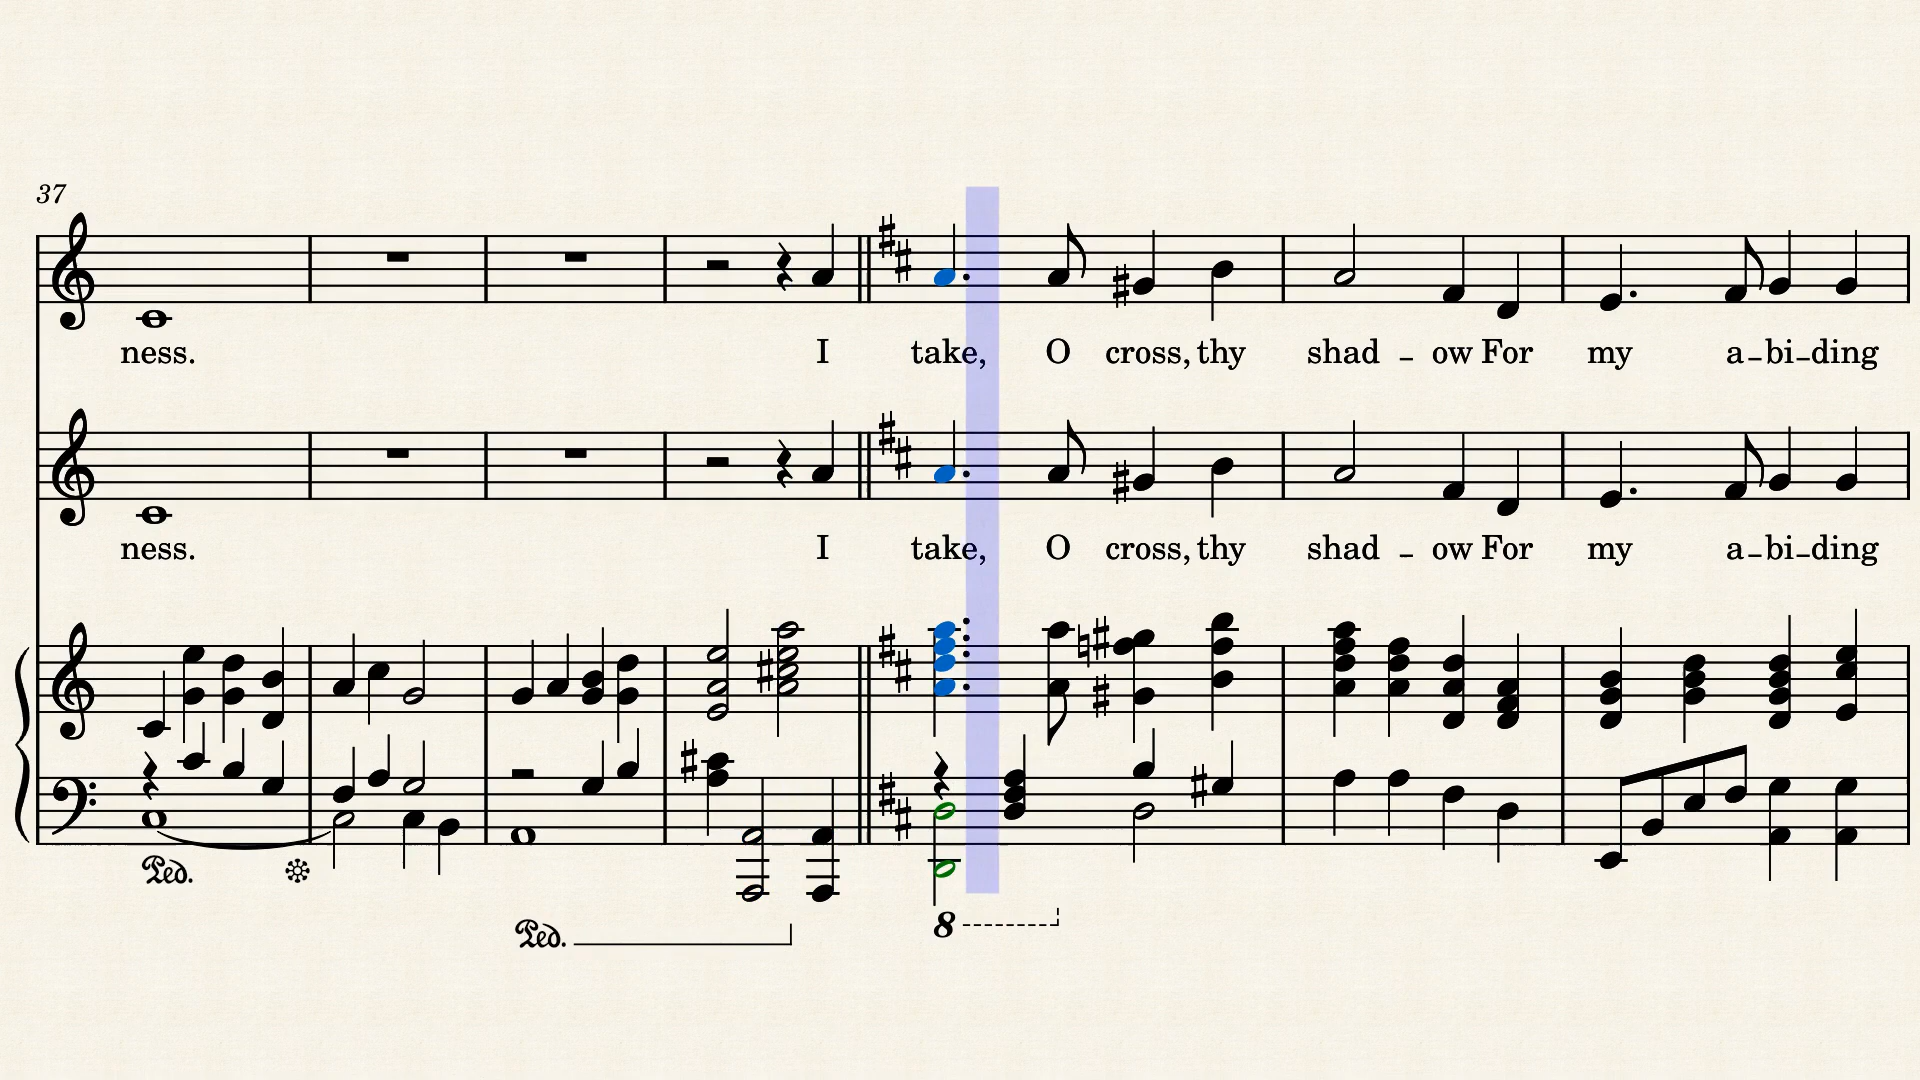 37
ness. I take, O cross, thy shad - ow For my a - bi - ding
ness. I take, O cross, thy shad - ow For my a - bi - ding
Ped.
Ped.
8